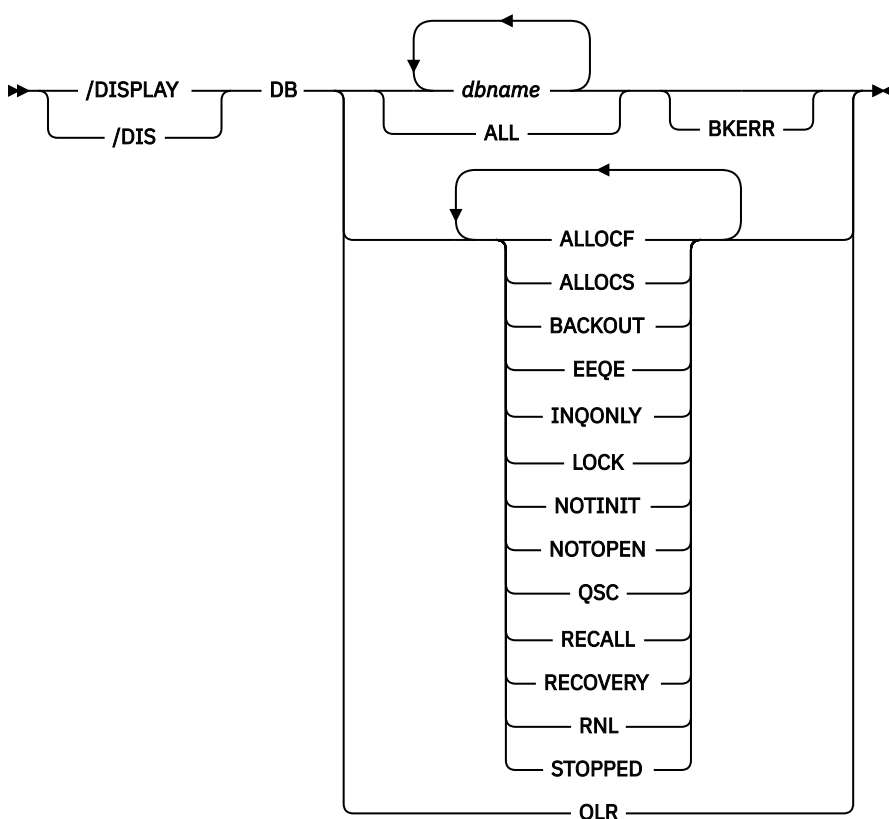 /DISPLAY DB dbname
/DIS ALL BKERR
ALLOCF
ALLOCS
BACKOUT
EEQE
INQONLY
LOCK
NOTINIT
NOTOPEN
QSC
RECALL
RECOVERY
RNL
STOPPED
OLR